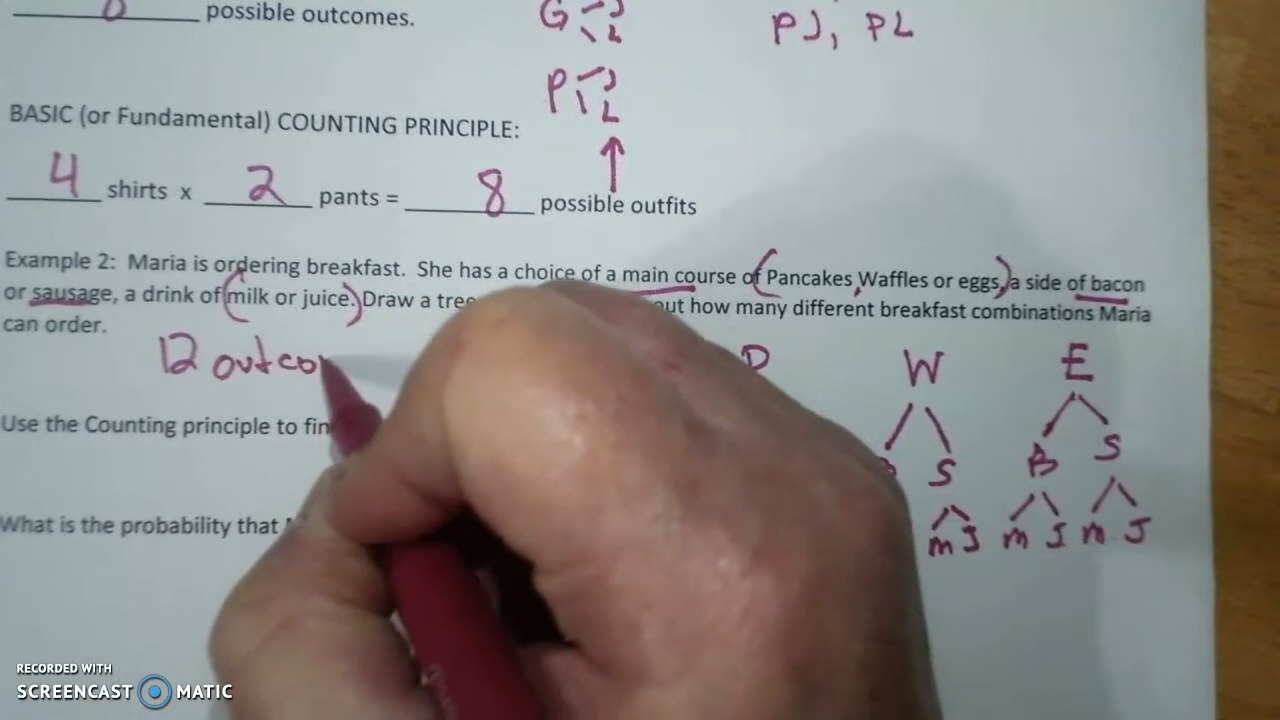 possible outcomes.
G J L
PJ, PL
P J L
BASIC (or Fundamental) COUNTING PRINCIPLE:
4 shirts x 2 pants = 8 possible outfits
Example 2: Maria is ordering breakfast. She has a choice of a main course of (Pancakes, Waffles or eggs,) a side of bacon
or sausage, a drink of (milk or juice.) Draw a tree out how many different breakfast combinations Maria
can order.
12 outco
P W E
S B S
Use the Counting principle to fin
M J M J M J
What is the probability that
RECORDED WITH
SCREENCAST MATIC